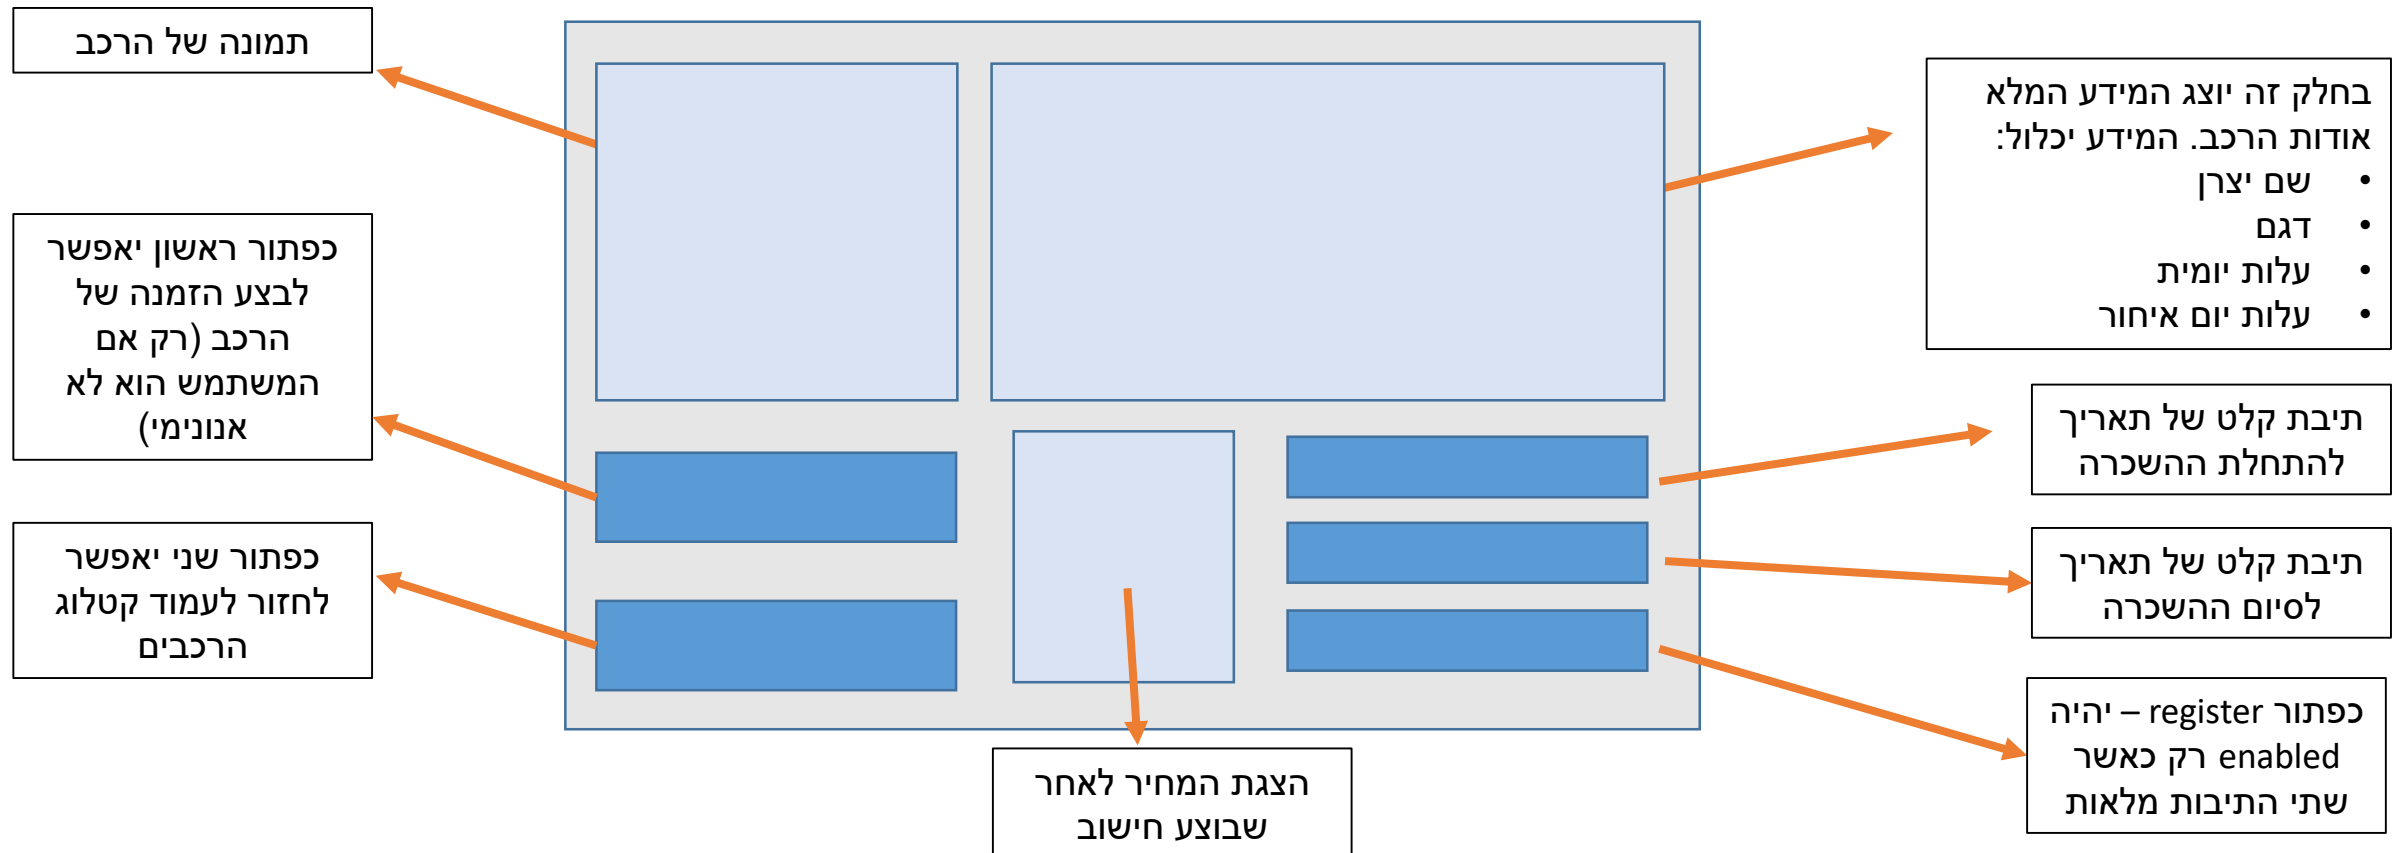 תמונה של הרכב
בחלק זה יוצג המידע המלא
אודות הרכב. המידע יכלול:
• שם יצרן
• דגם
• עלות יומית
• עלות יום איחור
כפתור ראשון יאפשר
לבצע הזמנה של
הרכב (רק אם
המשתמש הוא לא
אנונימי)
תיבת קלט של תאריך
להתחלת ההשכרה
כפתור שני יאפשר
לחזור לעמוד קטלוג
הרכבים
תיבת קלט של תאריך
לסיום ההשכרה
כפתור register – יהיה
enabled רק כאשר
שתי התיבות מלאות
הצגת המחיר לאחר
שבוצע חישוב